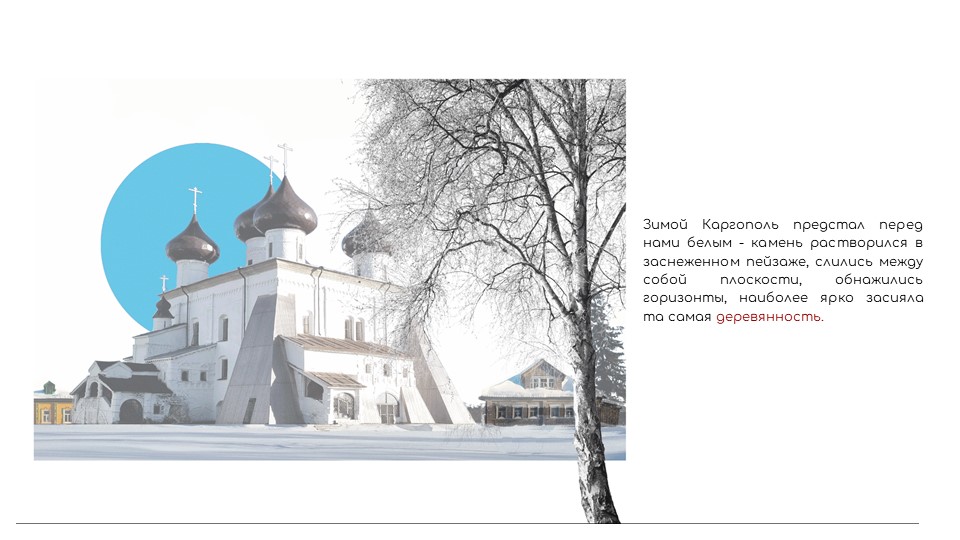 Зимой Каргополь предстал перед
нами белым - камень растворился в
заснеженном пейзаже, слились между
собой плоскости, обнажились
горизонты, наиболее ярко засияла
та самая деревянность.